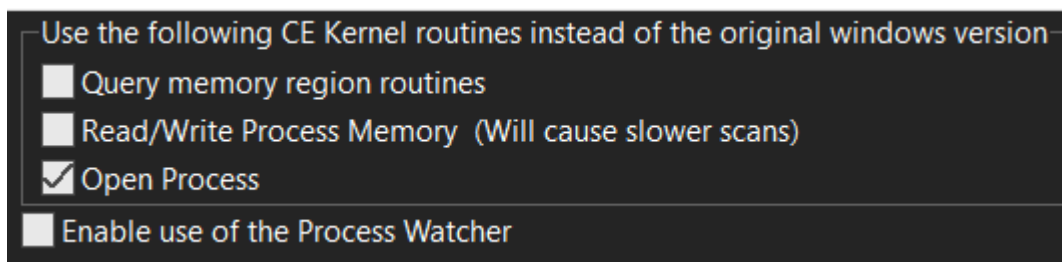 Use the following CE Kernel routines instead of the original windows version
Query memory region routines
Read/Write Process Memory  (Will cause slower scans)
Open Process
Enable use of the Process Watcher